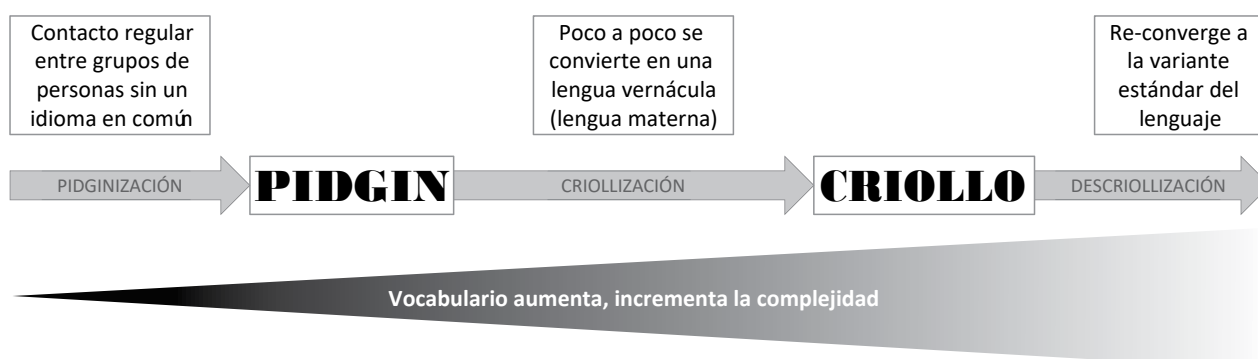 Contacto regular
entre grupos de
personas sin un
idioma en común
Poco a poco se
convierte en una
lengua vernácula
(lengua materna)
Re-converge a
la variante
estándar del
lenguaje
PIDGINIZACIÓN
PIDGIN
CRIOLLIZACIÓN
CRIOLLO
DESCRIOLLIZACIÓN
Vocabulario aumenta, incrementa la complejidad